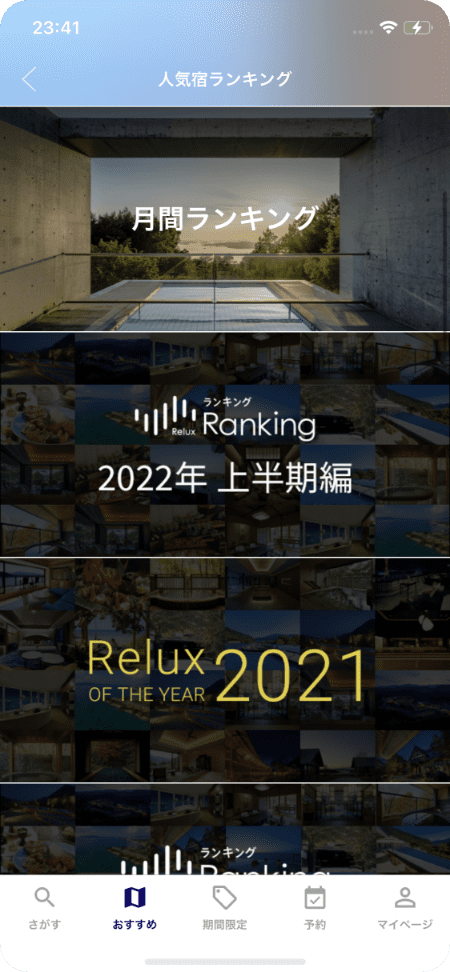 23:41
人気宿ランキング
月間ランキング
ランキング
Relux Ranking
2022年 上半期編
Relux 2021
OF THE YEAR
ランキング
Ranking
さがす
おすすめ
期間限定
予約
マイページ